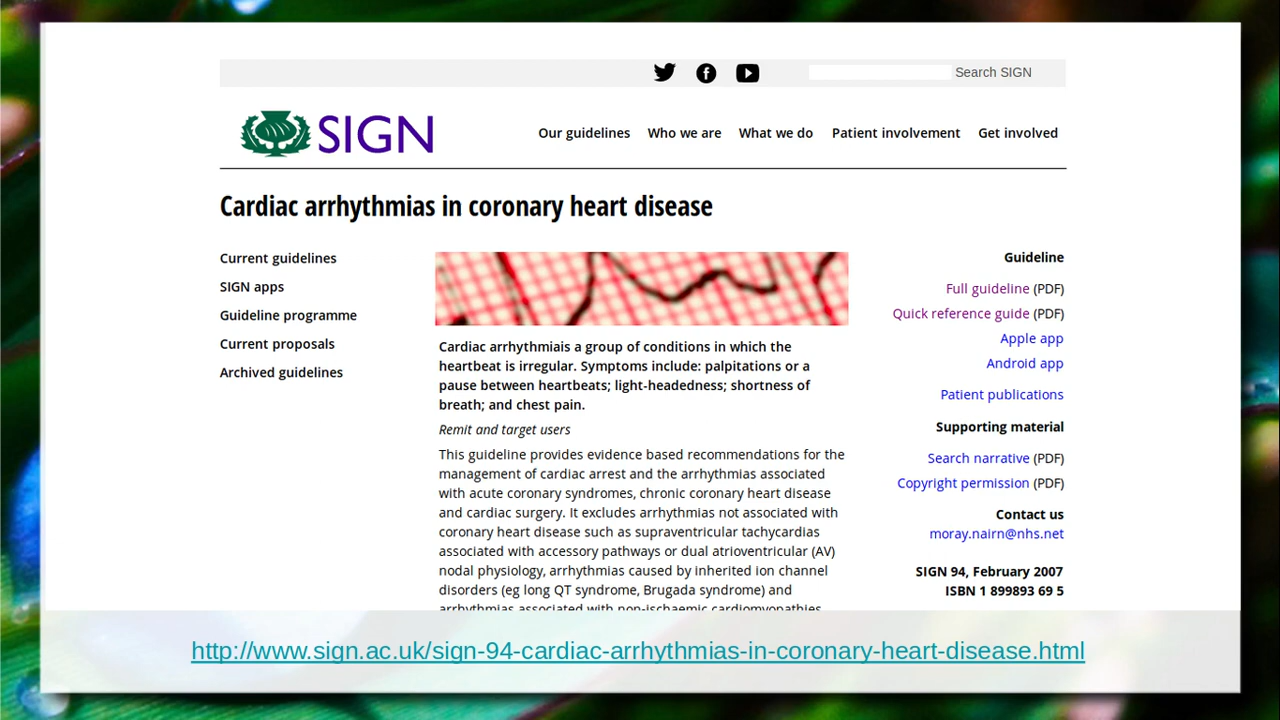 Search SIGN
SIGN
Our guidelines Who we are What we do Patient involvement Get involved
Cardiac arrhythmias in coronary heart disease
Current guidelines
SIGN apps
Guideline programme
Current proposals
Archived guidelines
Cardiac arrhythmiais a group of conditions in which the
heartbeat is irregular. Symptoms include: palpitations or a
pause between heartbeats; light-headedness; shortness of
breath; and chest pain.
Remit and target users
This guideline provides evidence based recommendations for the
management of cardiac arrest and the arrhythmias associated
with acute coronary syndromes, chronic coronary heart disease
and cardiac surgery. It excludes arrhythmias not associated with
coronary heart disease such as supraventricular tachycardias
associated with accessory pathways or dual atrioventricular (AV)
nodal physiology, arrhythmias caused by inherited ion channel
disorders (eg long QT syndrome, Brugada syndrome) and
arrhythmias associated with non-ischaemic cardiomyopathies
Guideline
Full guideline (PDF)
Quick reference guide (PDF)
Apple app
Android app
Patient publications
Supporting material
Search narrative (PDF)
Copyright permission (PDF)
Contact us
moray.nairn@nhs.net
SIGN 94, February 2007
ISBN 1 899893 69 5
http://www.sign.ac.uk/sign-94-cardiac-arrhythmias-in-coronary-heart-disease.html